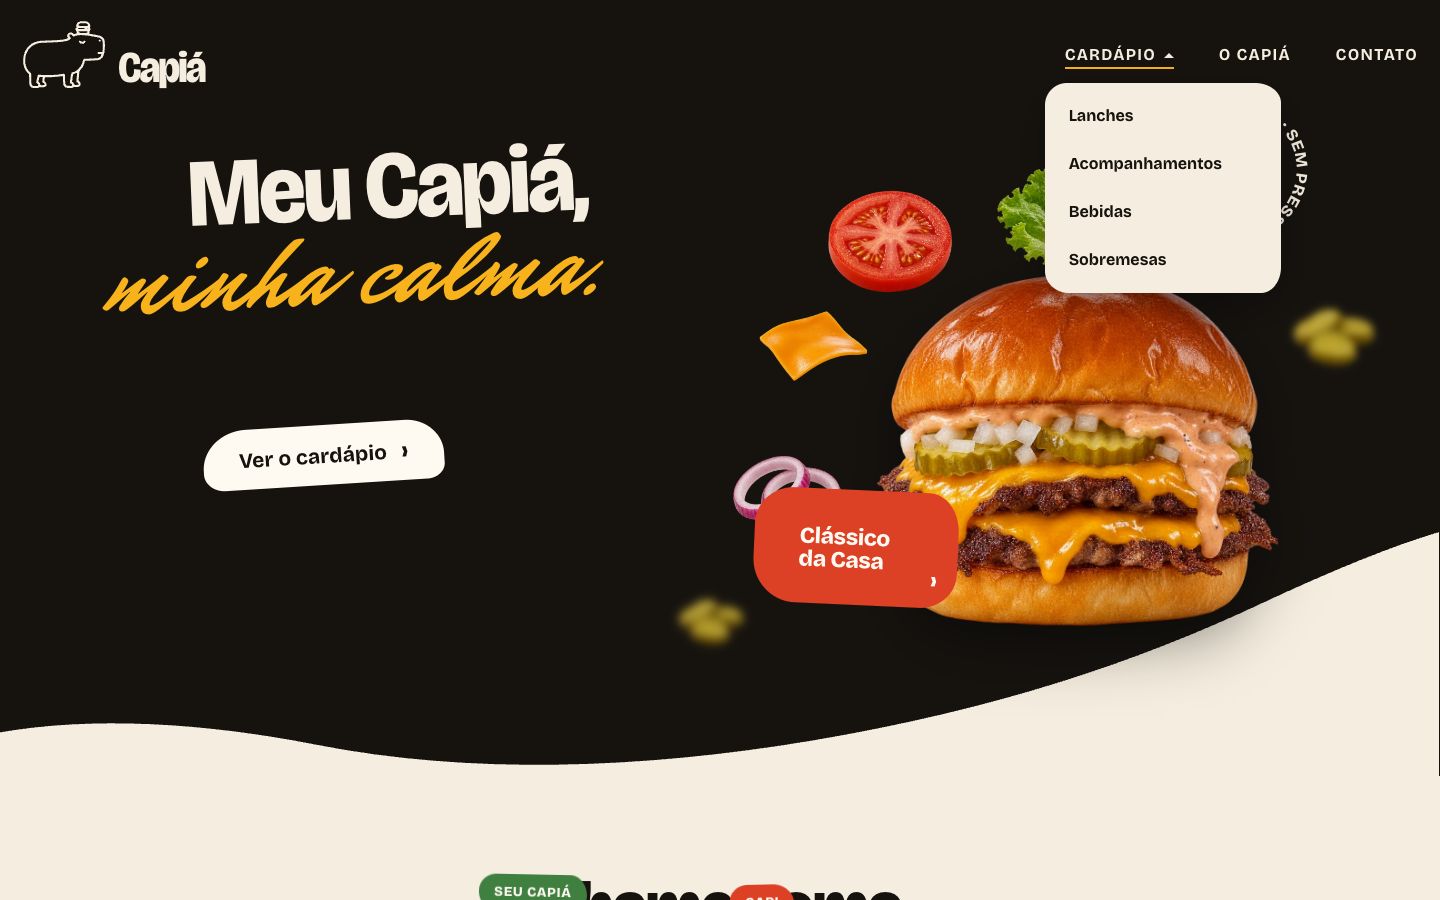 Capiá
CARDÁPIO
O CAPIÁ
CONTATO
Lanches
Acompanhamentos
Bebidas
Sobremesas
· SEM
Meu Capiá,
minha calma.
Ver o cardápio
Clássico
da Casa
SEU CAPIÁ